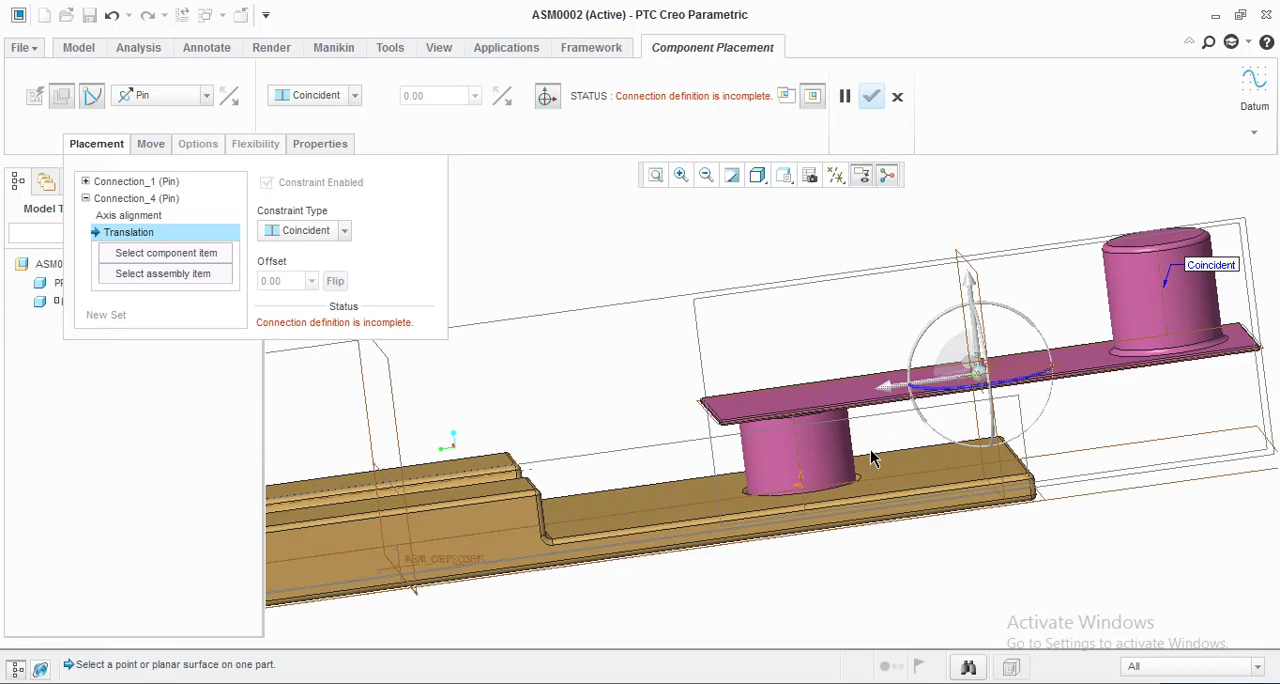 ASM0002 (Active) - PTC Creo Parametric
File Model Analysis Annotate Render Manikin Tools View Applications Framework Component Placement
Pin Coincident 0.00 STATUS : Connection definition is incomplete. Datum
Placement Move Options Flexibility Properties
Connection_1 (Pin)
Connection_4 (Pin)
Axis alignment
Translation
Select component item
Select assembly item
New Set
Constraint Enabled
Constraint Type
Coincident
Offset
0.00 Flip
Status
Connection definition is incomplete.
Model T
ASM0
Coincident
Activate Windows
Go to Settings to activate Windows.
Select a point or planar surface on one part.
All